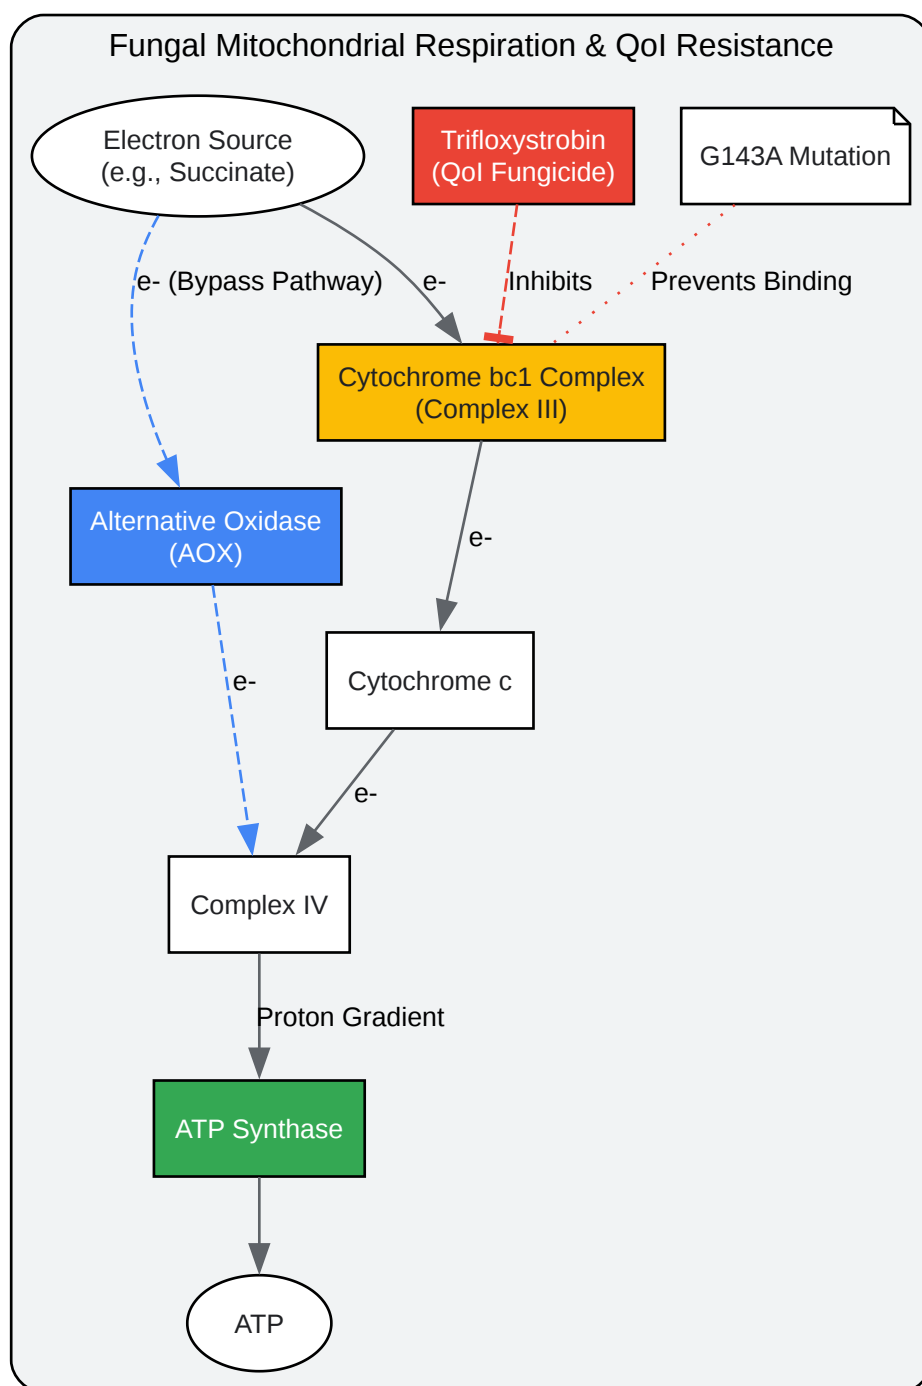 Fungal Mitochondrial Respiration & QoI Resistance
Electron Source
(e.g., Succinate)
Trifloxystrobin
(QoI Fungicide)
G143A Mutation
e- (Bypass Pathway)
e-
Inhibits
Prevents Binding
Cytochrome bc1 Complex
(Complex III)
Alternative Oxidase
(AOX)
e-
Cytochrome c
e-
e-
Complex IV
Proton Gradient
ATP Synthase
ATP